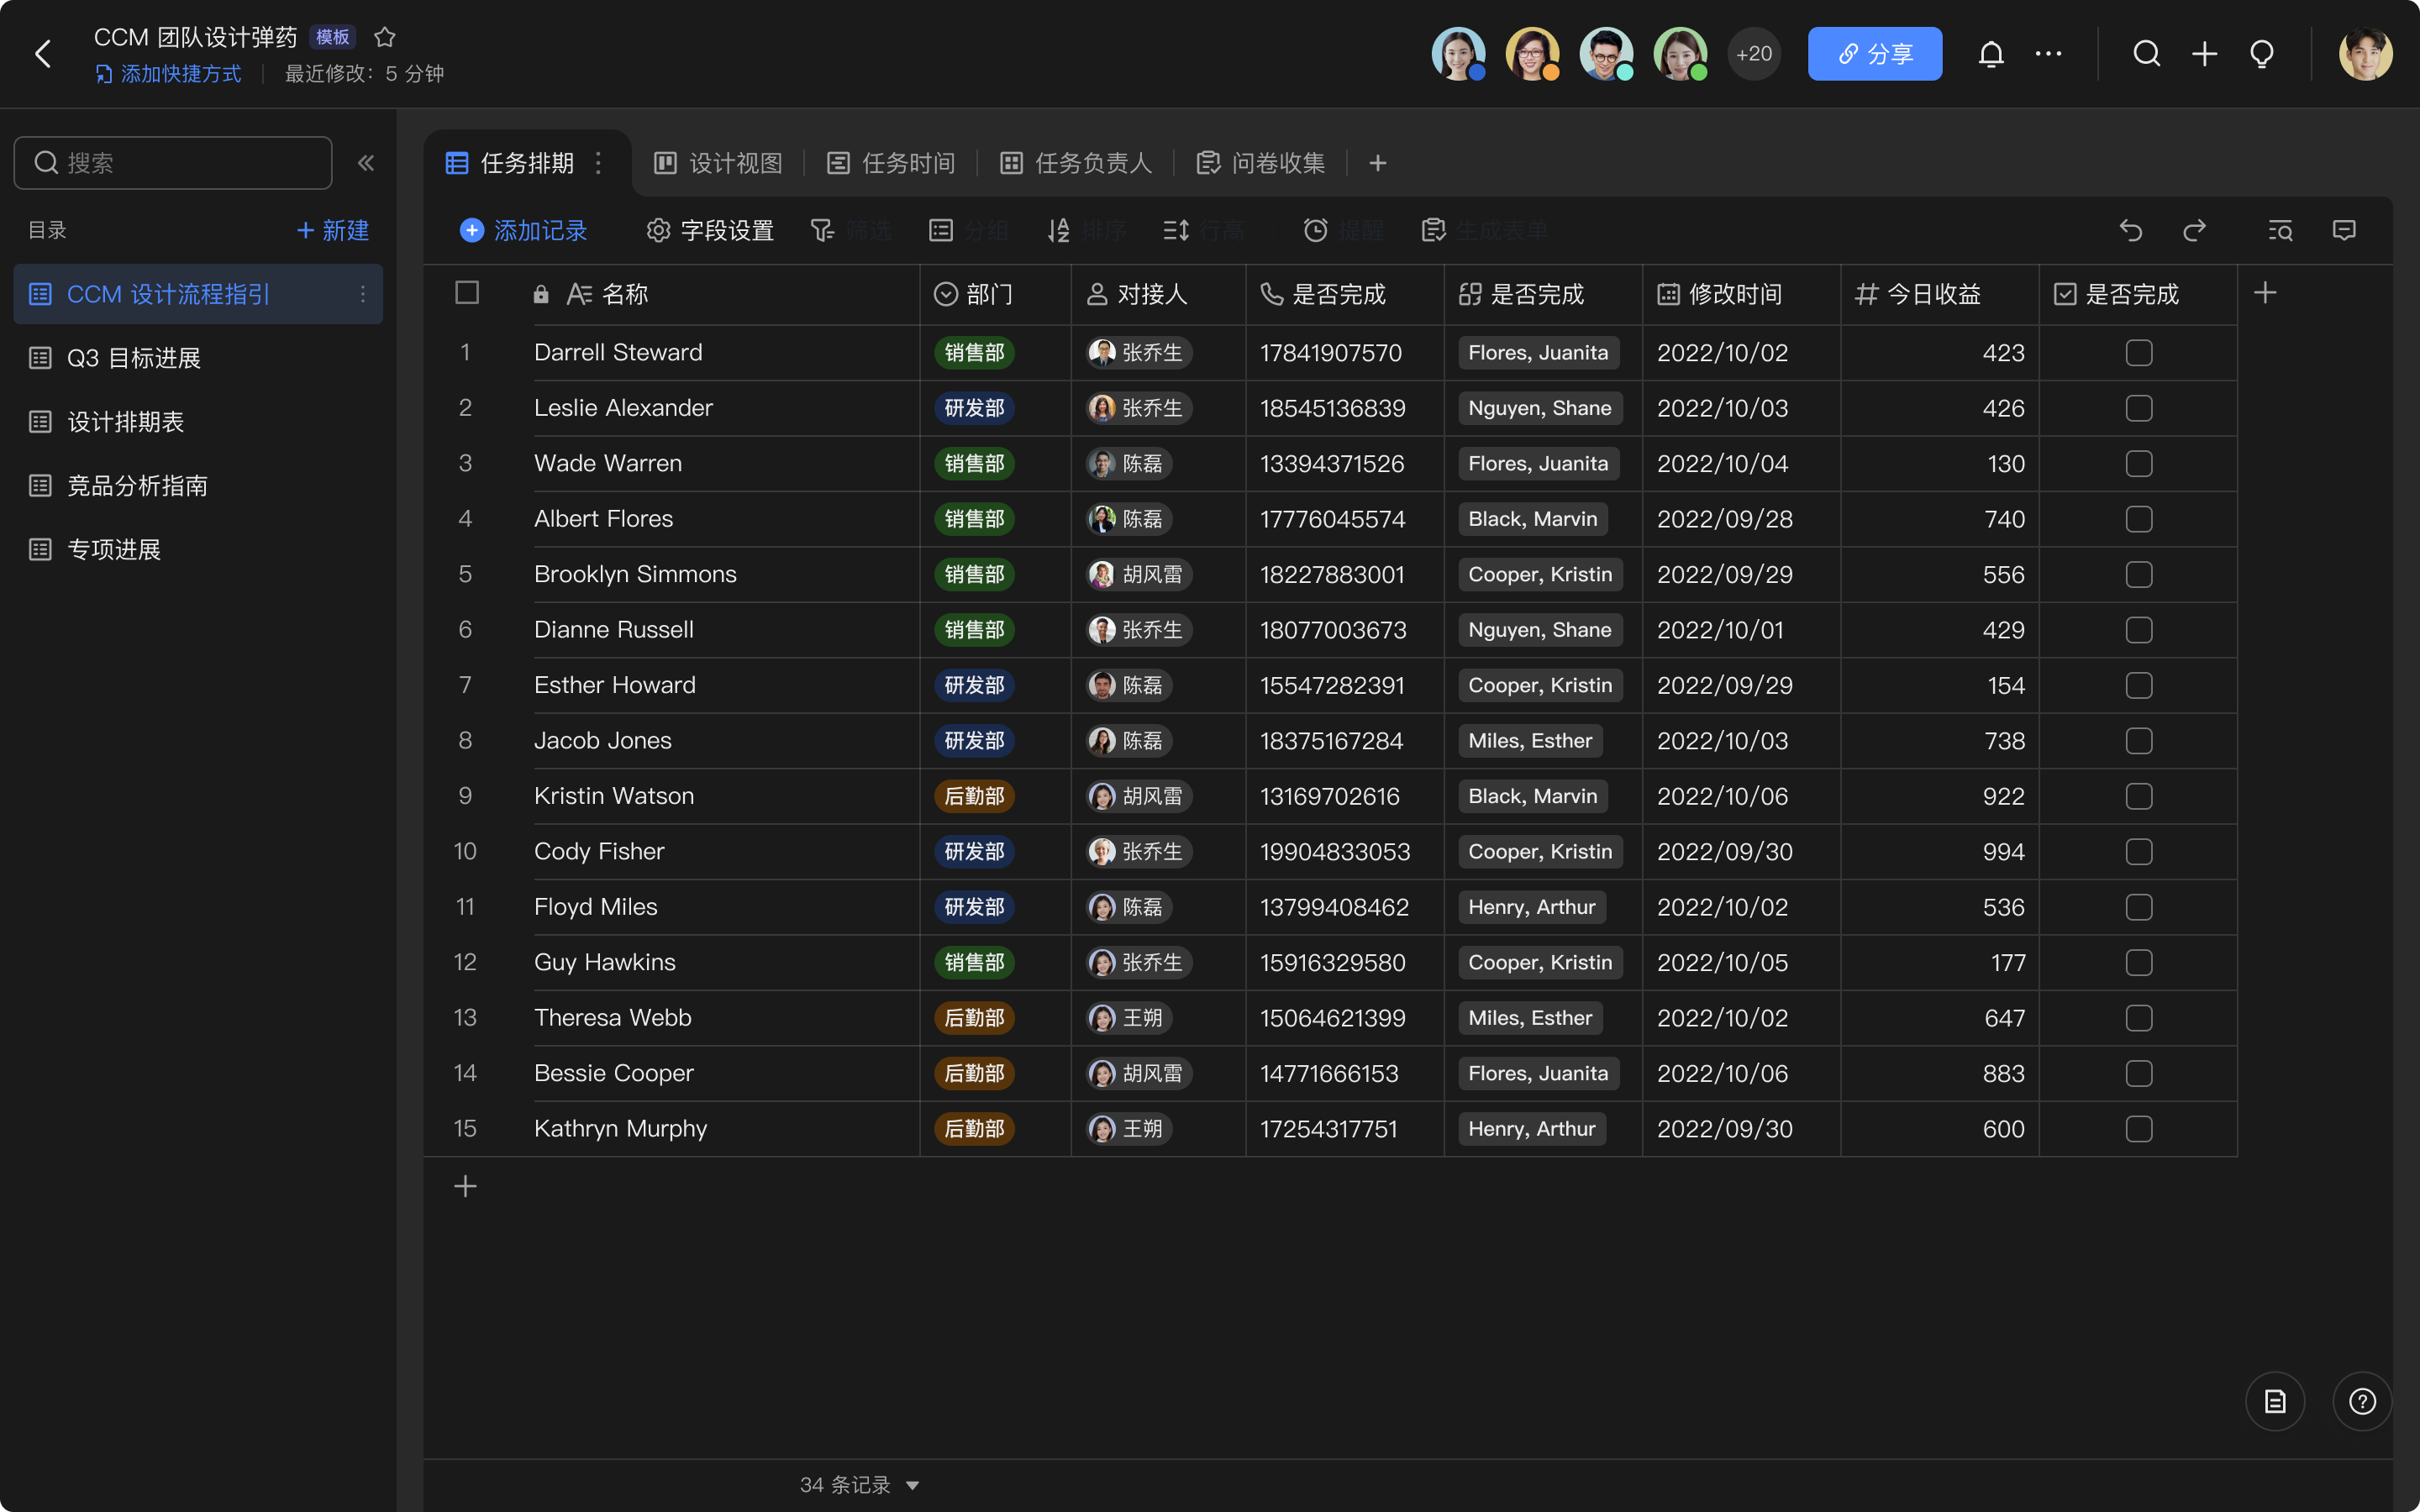 CCM 团队设计弹药 模板
添加快捷方式 最近修改：5 分钟
+20 分享
搜索
目录 + 新建
CCM 设计流程指引
Q3 目标进展
设计排期表
竞品分析指南
专项进展
任务排期 设计视图 任务时间 任务负责人 问卷收集
添加记录 字段设置 筛选 分组 排序 行高 提醒 生成表单
名称 部门 对接人 是否完成 是否完成 修改时间 今日收益 是否完成
1 Darrell Steward 销售部 张乔生 17841907570 Flores, Juanita 2022/10/02 423
2 Leslie Alexander 研发部 张乔生 18545136839 Nguyen, Shane 2022/10/03 426
3 Wade Warren 销售部 陈磊 13394371526 Flores, Juanita 2022/10/04 130
4 Albert Flores 销售部 陈磊 17776045574 Black, Marvin 2022/09/28 740
5 Brooklyn Simmons 销售部 胡风雷 18227883001 Cooper, Kristin 2022/09/29 556
6 Dianne Russell 销售部 张乔生 18077003673 Nguyen, Shane 2022/10/01 429
7 Esther Howard 研发部 陈磊 15547282391 Cooper, Kristin 2022/09/29 154
8 Jacob Jones 研发部 陈磊 18375167284 Miles, Esther 2022/10/03 738
9 Kristin Watson 后勤部 胡风雷 13169702616 Black, Marvin 2022/10/06 922
10 Cody Fisher 研发部 张乔生 19904833053 Cooper, Kristin 2022/09/30 994
11 Floyd Miles 研发部 陈磊 13799408462 Henry, Arthur 2022/10/02 536
12 Guy Hawkins 销售部 张乔生 15916329580 Cooper, Kristin 2022/10/05 177
13 Theresa Webb 后勤部 王朔 15064621399 Miles, Esther 2022/10/02 647
14 Bessie Cooper 后勤部 胡风雷 14771666153 Flores, Juanita 2022/10/06 883
15 Kathryn Murphy 后勤部 王朔 17254317751 Henry, Arthur 2022/09/30 600
34 条记录